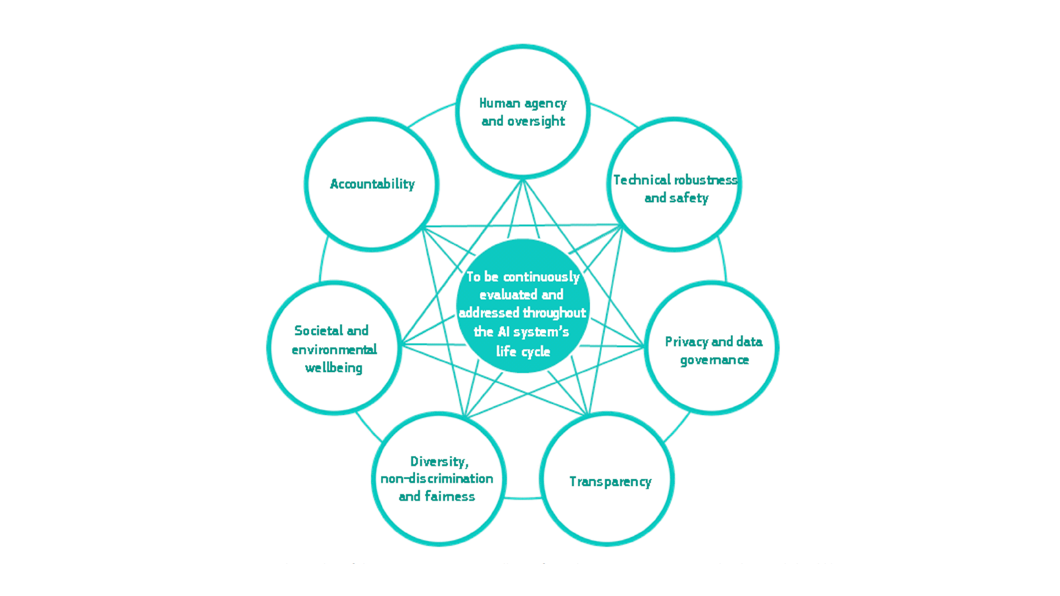 Human agency
and oversight
Technical robustness
and safety
Privacy and data
governance
Transparency
Diversity,
non-discrimination
and fairness
Societal and
environmental
wellbeing
Accountability
To be continuously
evaluated and
addressed throughout
the AI system's
life cycle